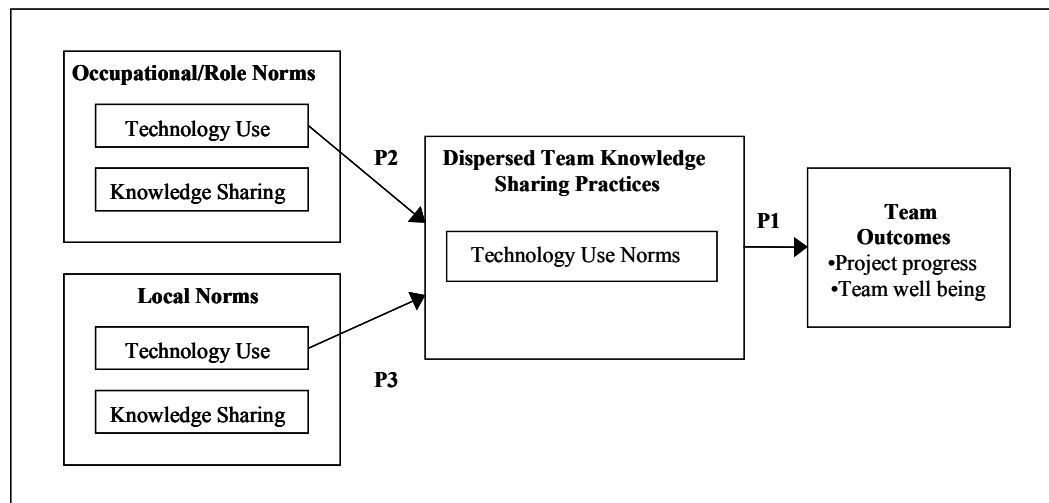 Occupational/Role Norms
Technology Use
Knowledge Sharing
P2
Local Norms
Technology Use
Knowledge Sharing
P3
Dispersed Team Knowledge
Sharing Practices
Technology Use Norms
P1
Team
Outcomes
•Project progress
•Team well being